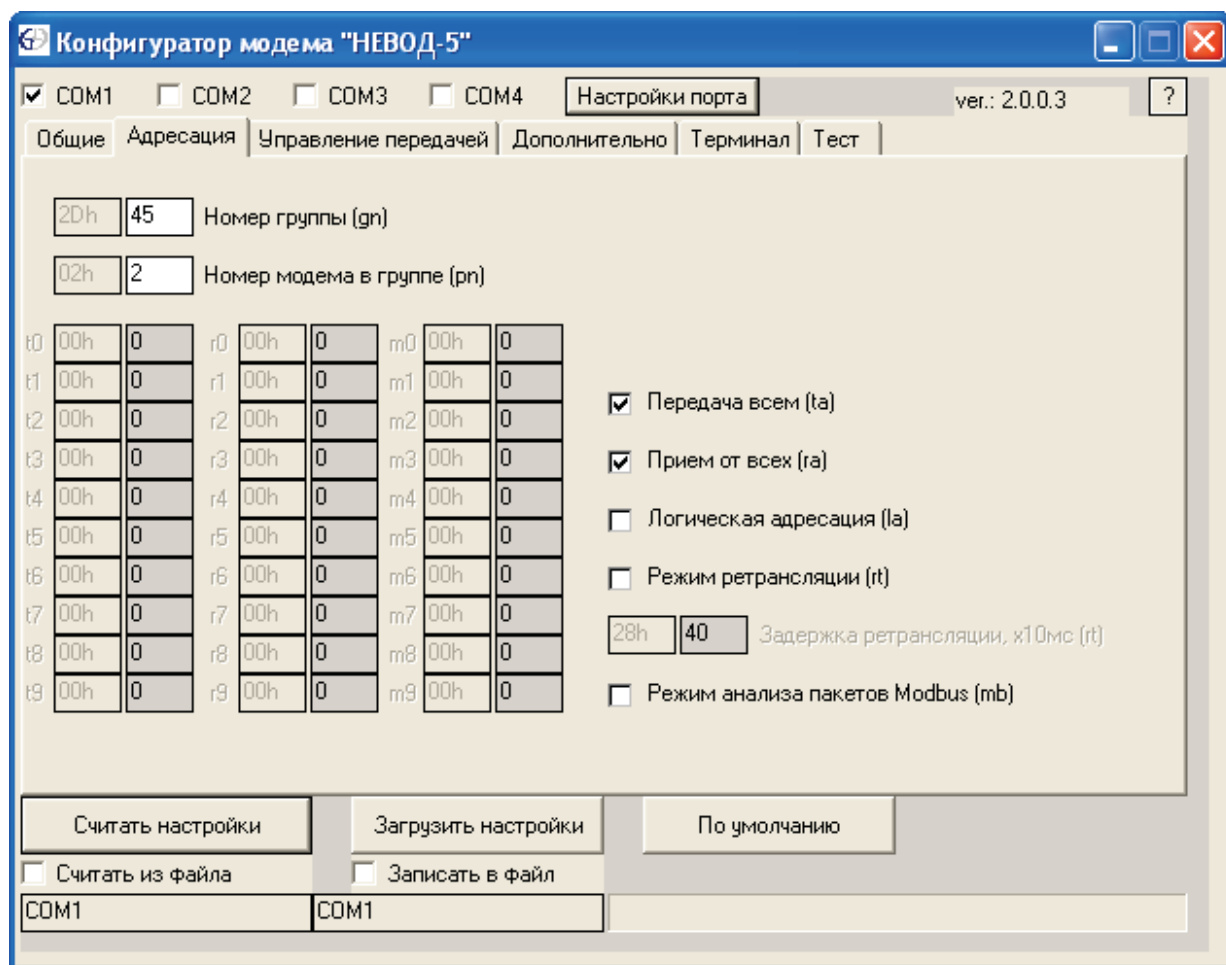 Конфигуратор модема "НЕВОД-5"
COM1 COM2 COM3 COM4 Настройки порта ver.: 2.0.0.3 ?
Общие Адресация Управление передачей Дополнительно Терминал Тест
2Dh 45 Номер группы (gn)
02h 2 Номер модема в группе (pn)
t0 00h 0 r0 00h 0 m0 00h 0
t1 00h 0 r1 00h 0 m1 00h 0
t2 00h 0 r2 00h 0 m2 00h 0
t3 00h 0 r3 00h 0 m3 00h 0
t4 00h 0 r4 00h 0 m4 00h 0
t5 00h 0 r5 00h 0 m5 00h 0
t6 00h 0 r6 00h 0 m6 00h 0
t7 00h 0 r7 00h 0 m7 00h 0
t8 00h 0 r8 00h 0 m8 00h 0
t9 00h 0 r9 00h 0 m9 00h 0
Передача всем (ta)
Прием от всех (ra)
Логическая адресация (la)
Режим ретрансляции (rt)
28h 40 Задержка ретрансляции, x10мс (rt)
Режим анализа пакетов Modbus (mb)
Считать настройки Загрузить настройки По умолчанию
Считать из файла Записать в файл
COM1 COM1